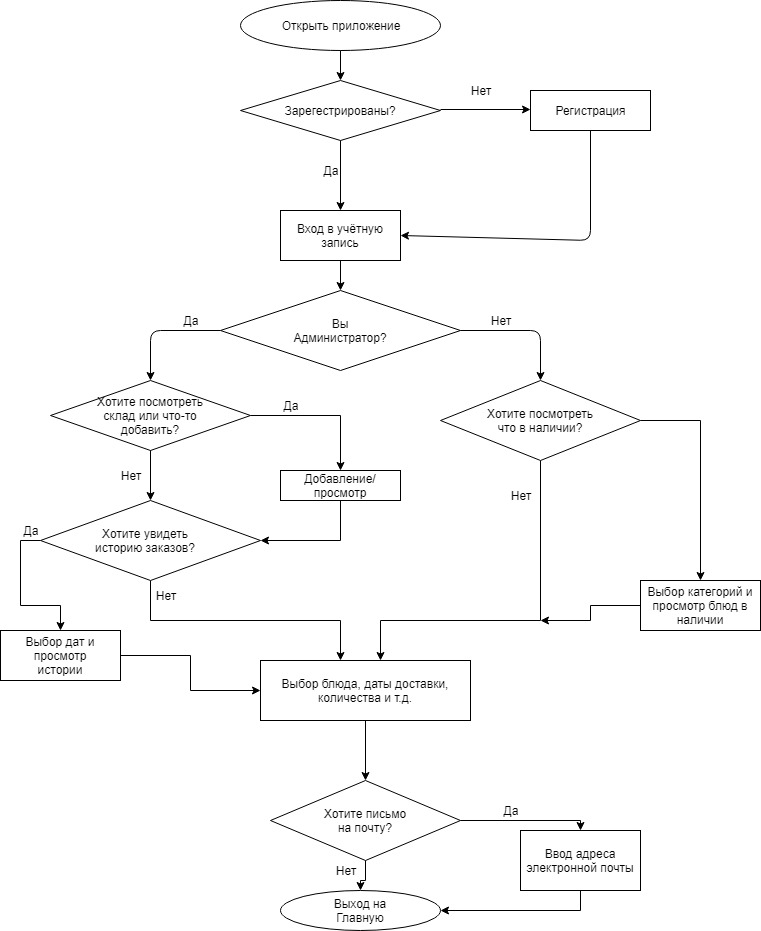 Открыть приложение
Зарегестрированы?
Нет
Регистрация
Да
Вход в учётную
запись
Вы
Администратор?
Да
Нет
Хотите посмотреть
склад или что-то
добавить?
Да
Хотите посмотреть
что в наличии?
Нет
Добавление/
просмотр
Нет
Хотите увидеть
историю заказов?
Да
Нет
Выбор категорий и
просмотр блюд в
наличии
Выбор дат и
просмотр
истории
Выбор блюда, даты доставки,
количества и т.д.
Хотите письмо
на почту?
Да
Ввод адреса
электронной почты
Нет
Выход на
Главную